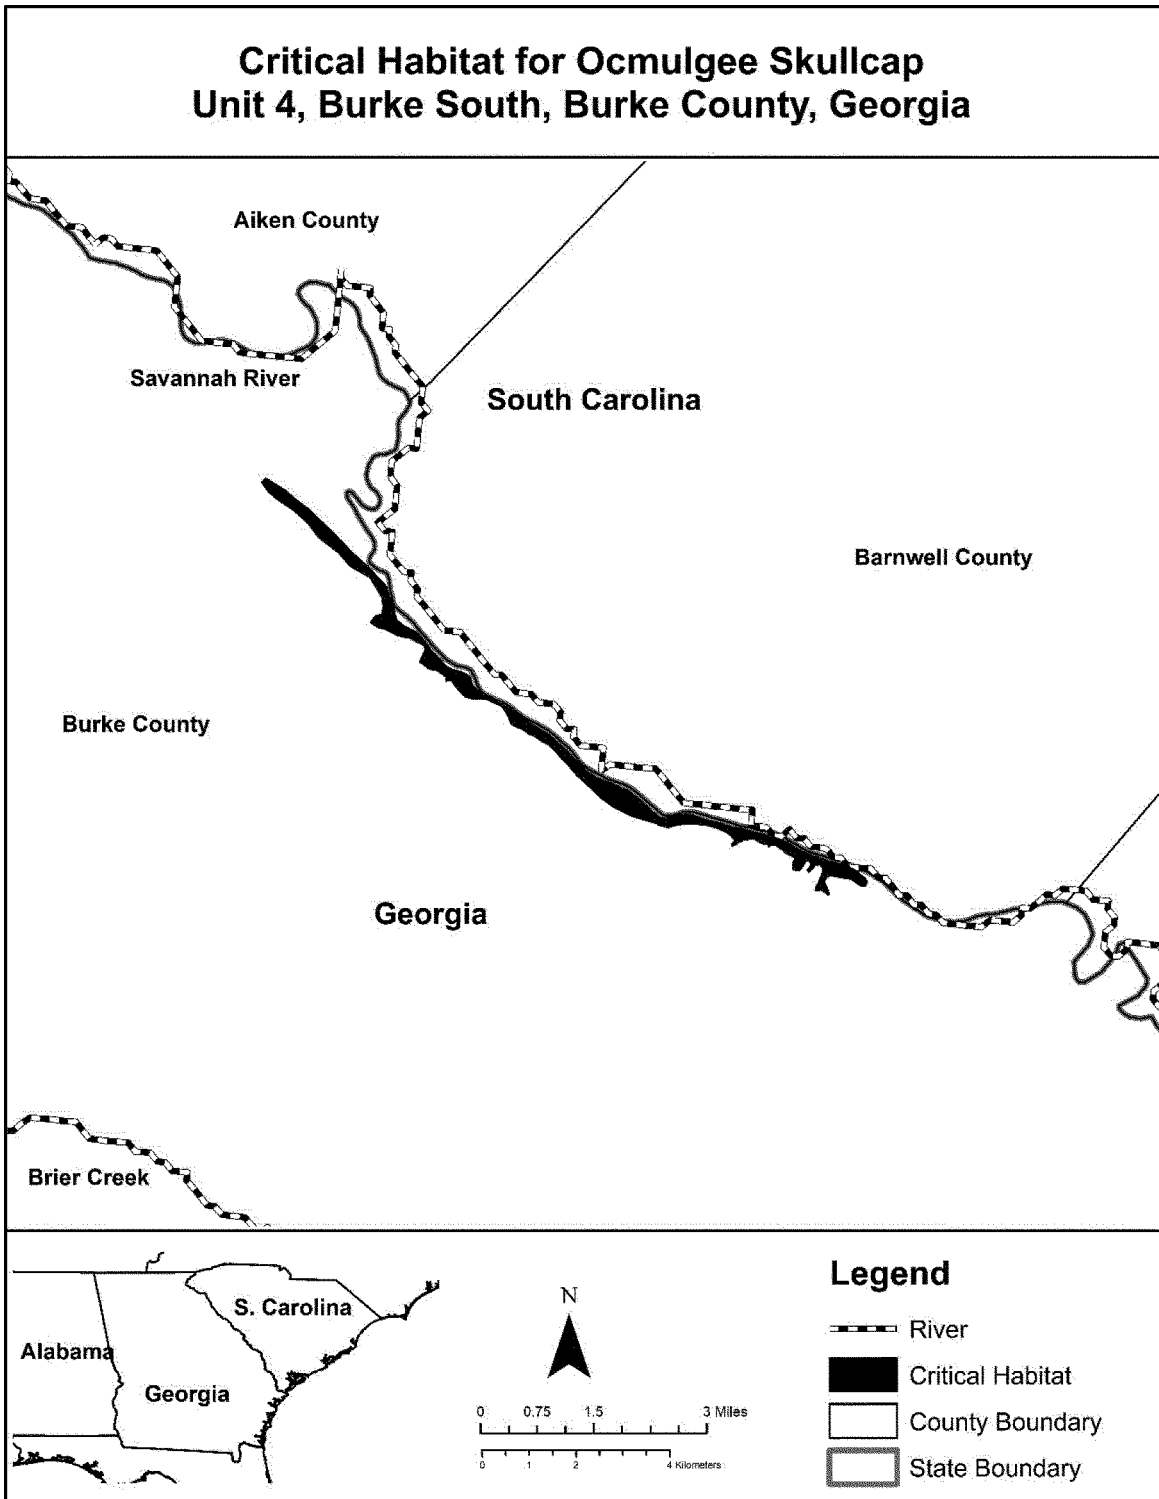 Critical Habitat for Ocmulgee Skullcap
Unit 4, Burke South, Burke County, Georgia
Aiken County
Savannah River
South Carolina
Barnwell County
Burke County
Georgia
Brier Creek
S. Carolina
Alabama
Georgia
N
0 0.75 1.5 3 Miles
0 1 2 4 Kilometers
Legend
River
Critical Habitat
County Boundary
State Boundary